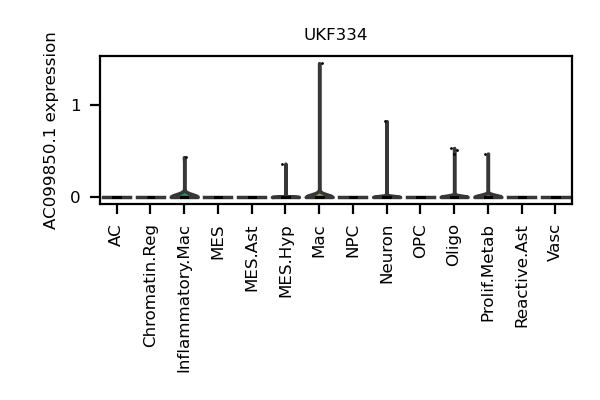 UKF334
AC099850.1 expression
1
0
AC
Chromatin.Reg
Inflammatory.Mac
MES
MES.Ast
MES.Hyp
Mac
NPC
Neuron
OPC
Oligo
Prolif.Metab
Reactive.Ast
Vasc